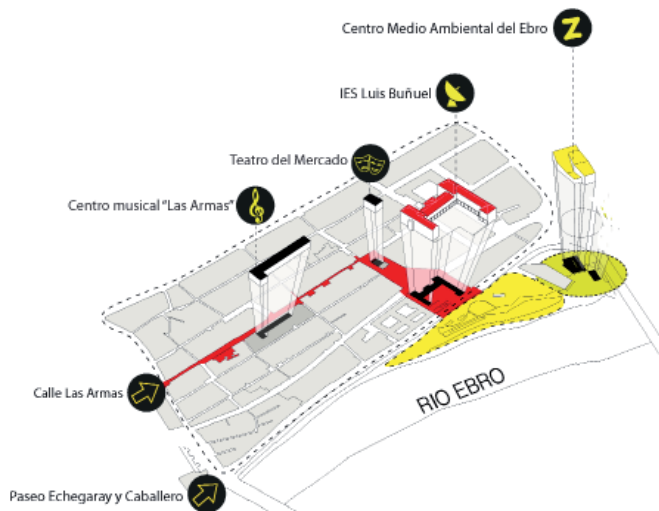 Centro Medio Ambiental del Ebro
Z
IES Luis Buñuel
Teatro del Mercado
Centro musical "Las Armas"
Calle Las Armas
RIO EBRO
Paseo Echegaray y Caballero